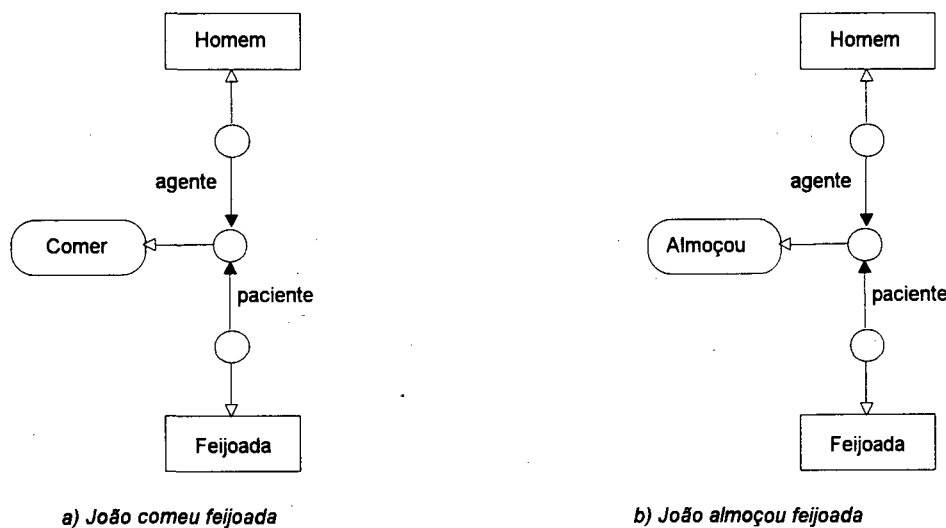 Homem
agente
Comer
paciente
Feijoada
a) João comeu feijoada
Homem
agente
Almoçou
paciente
Feijoada
b) João almoçou feijoada